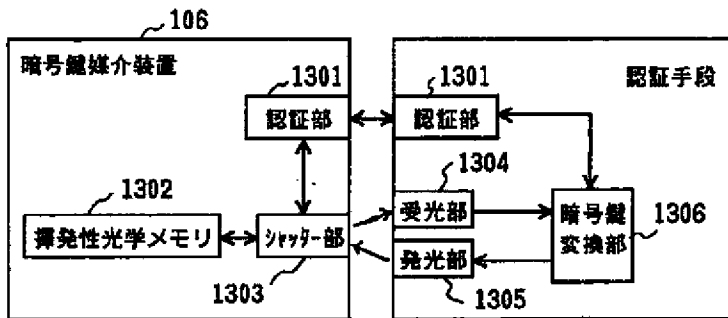 106
暗号鍵媒介装置
1301
認証部
1302
揮発性光学メモリ
シャッター部
1303
認証手段
1301
認証部
1304
受光部
発光部
1305
暗号鍵
変換部
1306